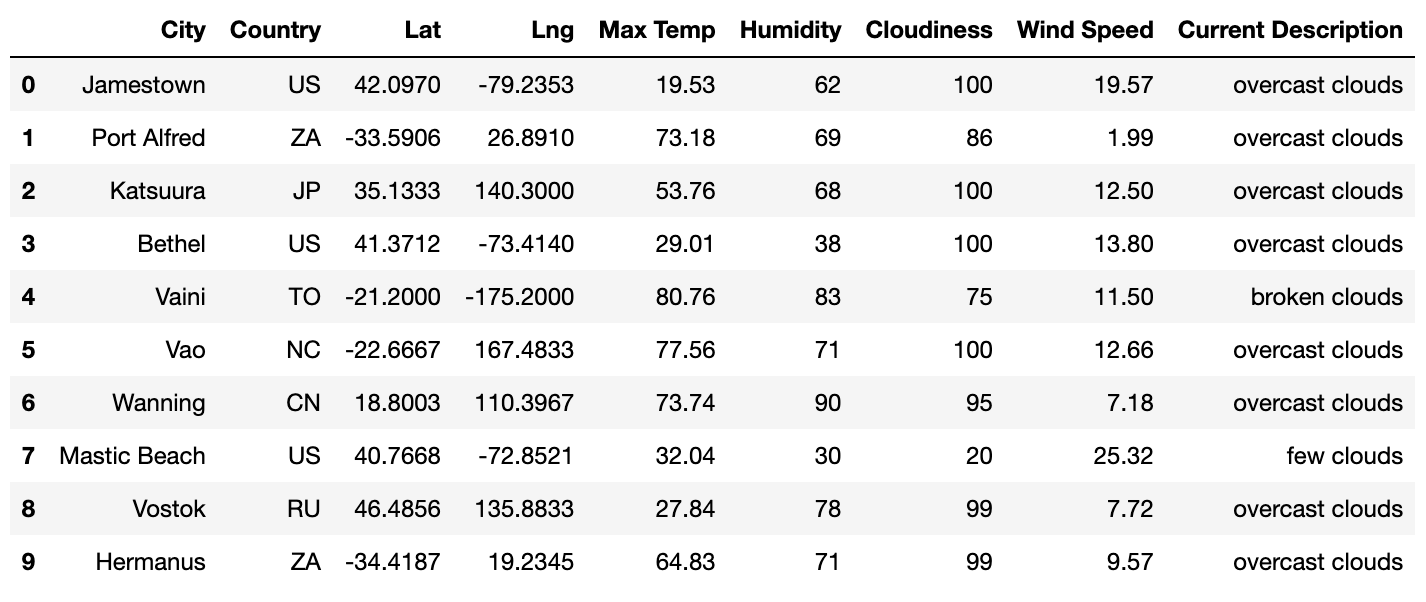 City Country Lat Lng Max Temp Humidity Cloudiness Wind Speed Current Description
0 Jamestown US 42.0970 -79.2353 19.53 62 100 19.57 overcast clouds
1 Port Alfred ZA -33.5906 26.8910 73.18 69 86 1.99 overcast clouds
2 Katsuura JP 35.1333 140.3000 53.76 68 100 12.50 overcast clouds
3 Bethel US 41.3712 -73.4140 29.01 38 100 13.80 overcast clouds
4 Vaini TO -21.2000 -175.2000 80.76 83 75 11.50 broken clouds
5 Vao NC -22.6667 167.4833 77.56 71 100 12.66 overcast clouds
6 Wanning CN 18.8003 110.3967 73.74 90 95 7.18 overcast clouds
7 Mastic Beach US 40.7668 -72.8521 32.04 30 20 25.32 few clouds
8 Vostok RU 46.4856 135.8833 27.84 78 99 7.72 overcast clouds
9 Hermanus ZA -34.4187 19.2345 64.83 71 99 9.57 overcast clouds